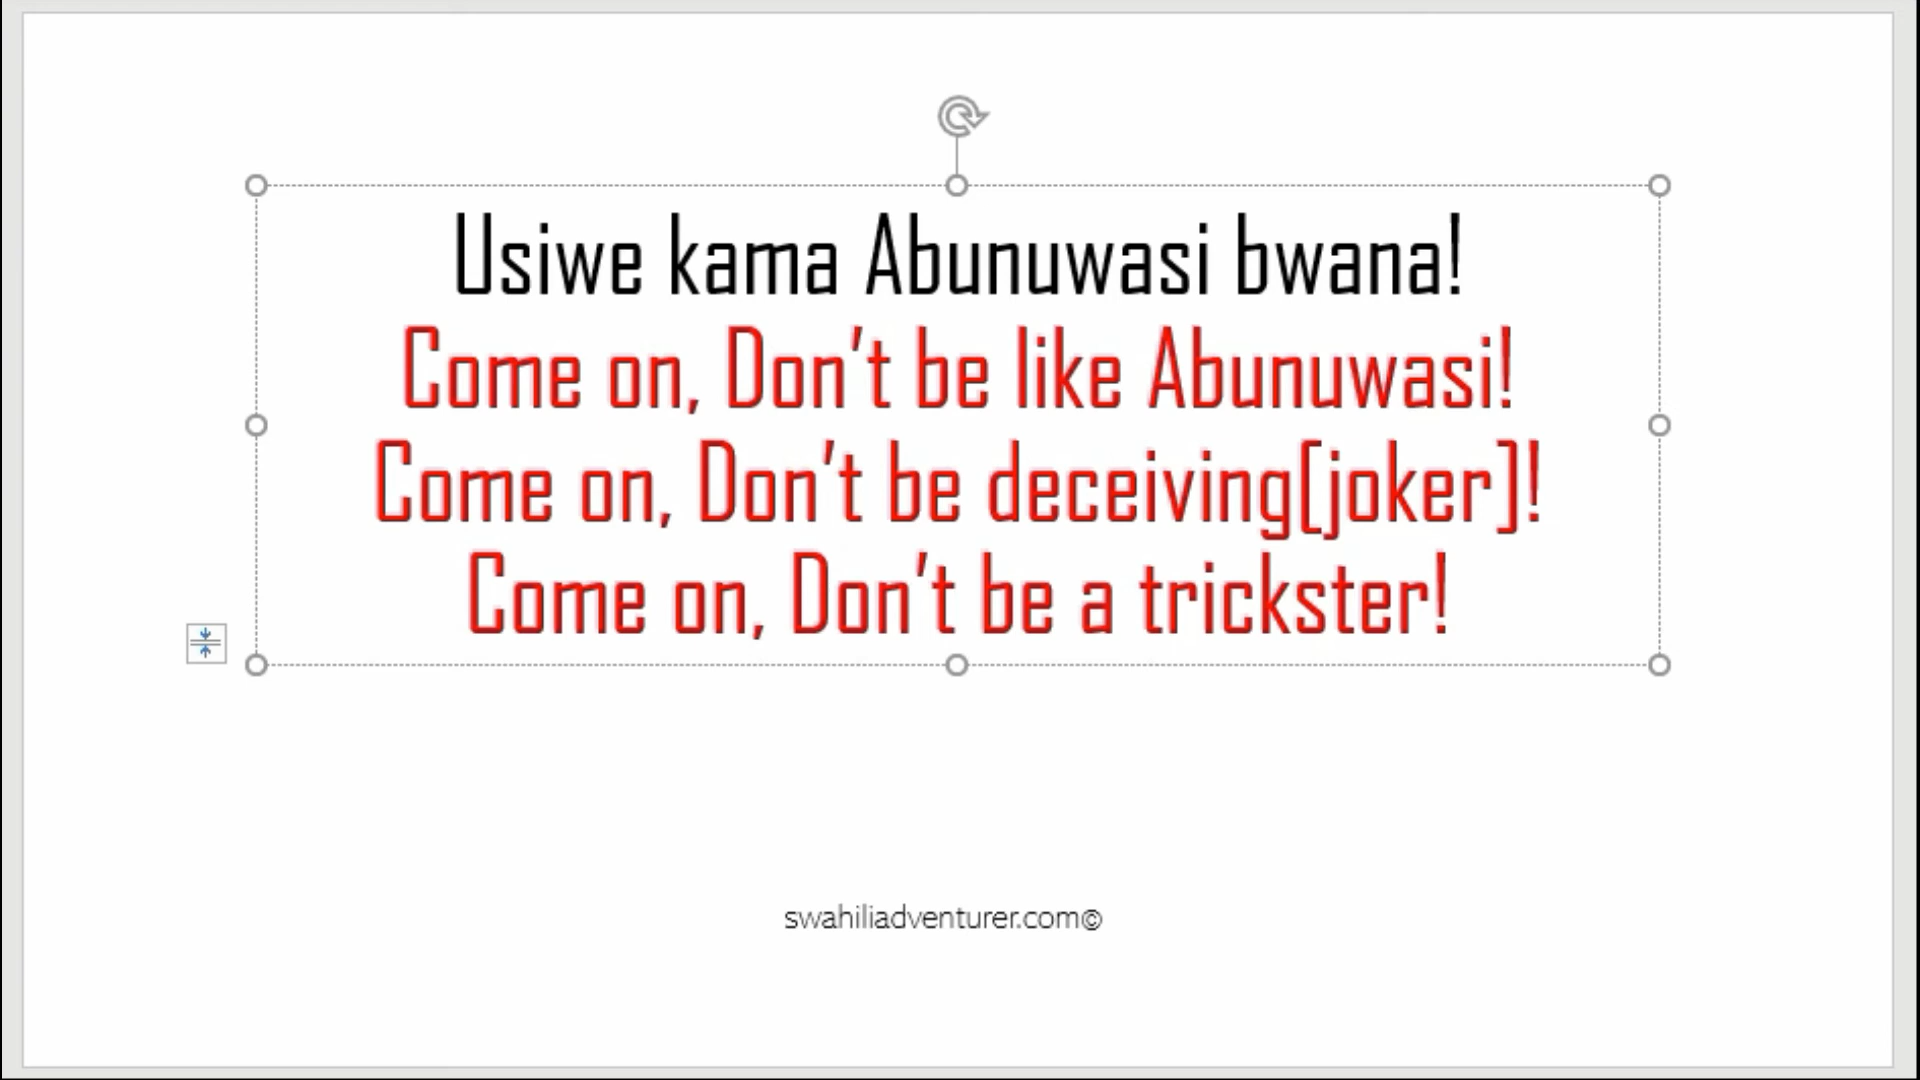 Usiwe kama Abunuwasi bwana!
Come on, Don’t be like Abunuwasi!
Come on, Don’t be deceiving(joker)!
Come on, Don’t be a trickster!
swahiliadventurer.com©